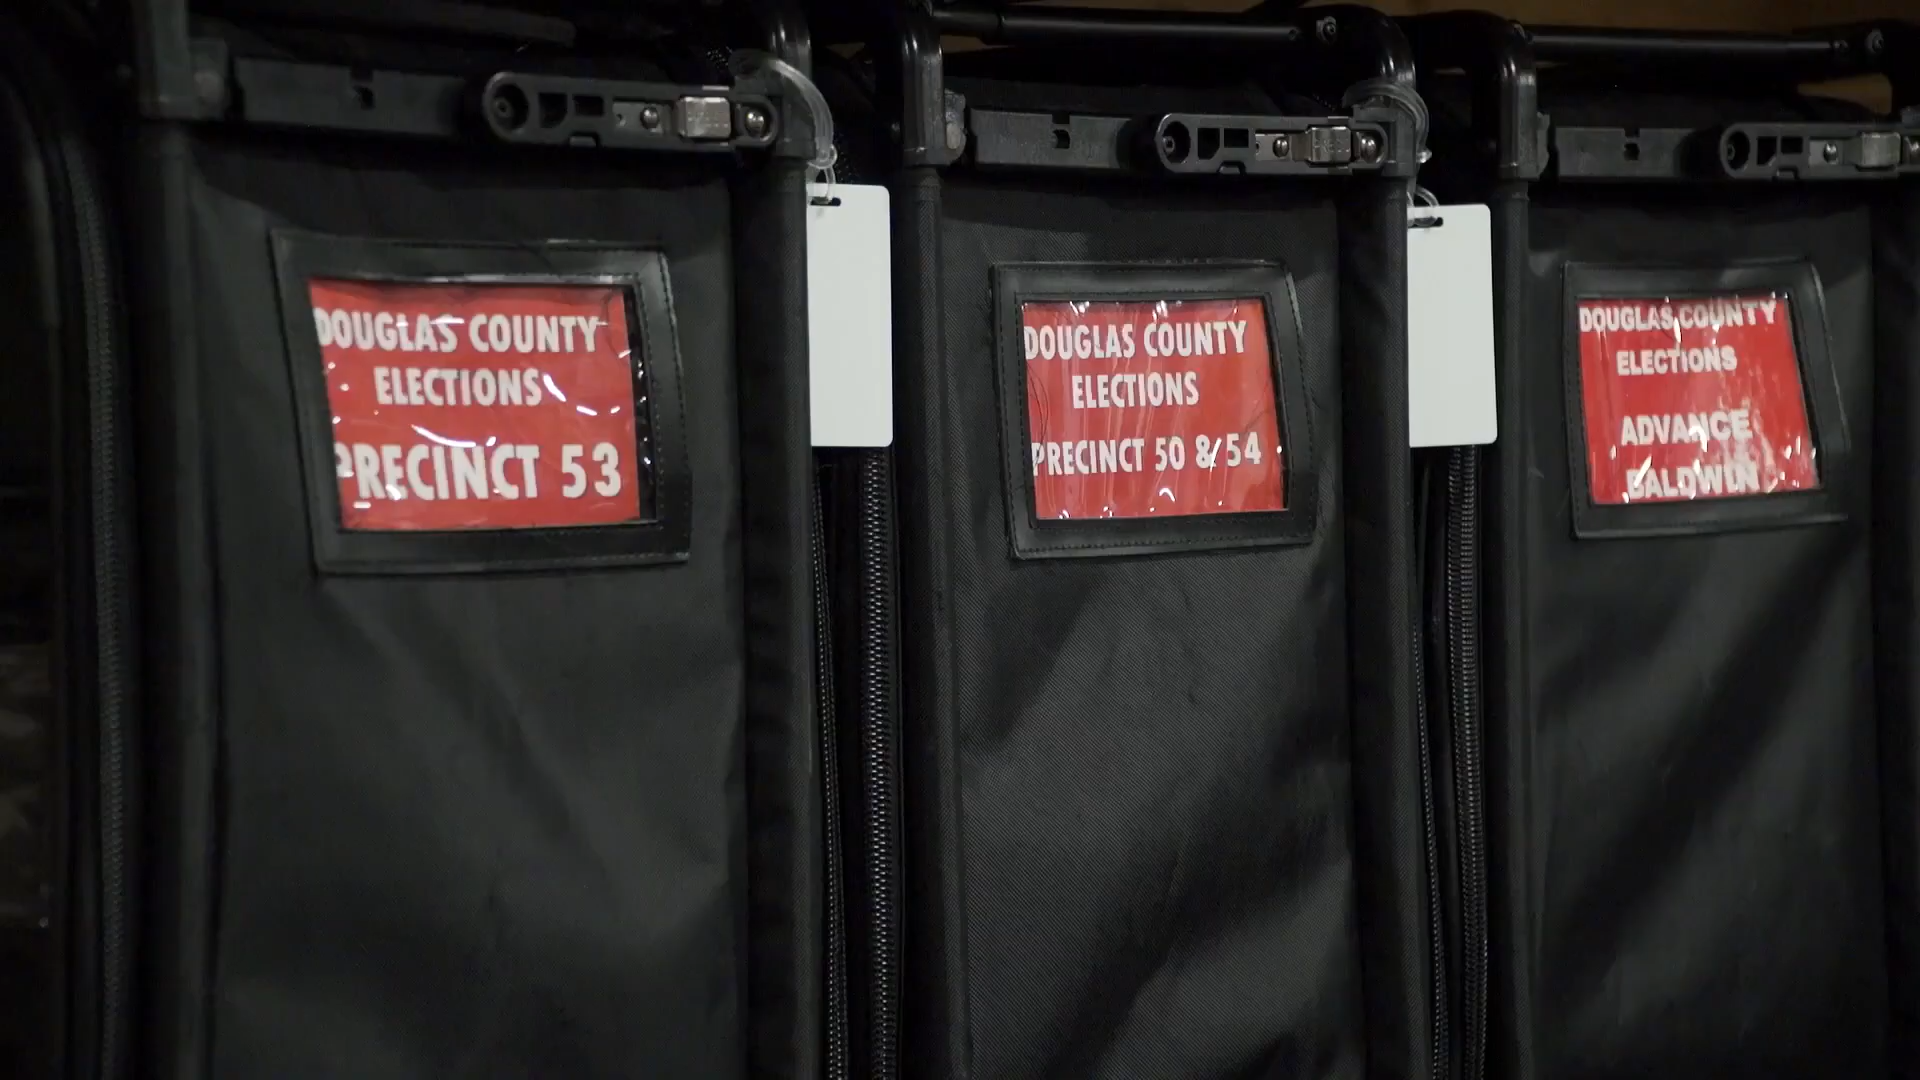 DOUGLAS COUNTY
ELECTIONS
PRECINCT 53
DOUGLAS COUNTY
ELECTIONS
PRECINCT 50 & 54
DOUGLAS COUNTY
ELECTIONS
ADVANCE
BALDWIN